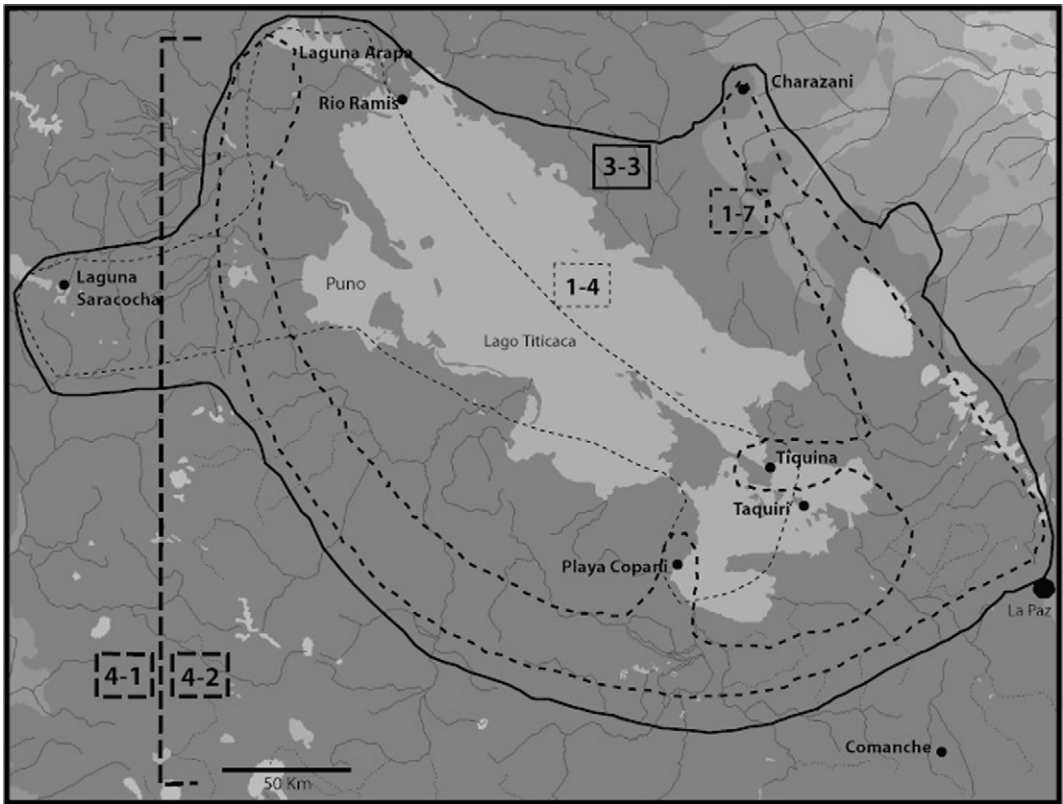 Laguna Arapa
Charazani
Rio Ramis
3-3
1-7
Laguna
Saracocha
Puno
1-4
Lago Titicaca
Tiquina
Taquiri
Playa Copani
La Paz
4-1
4-2
Comanche
50 Km